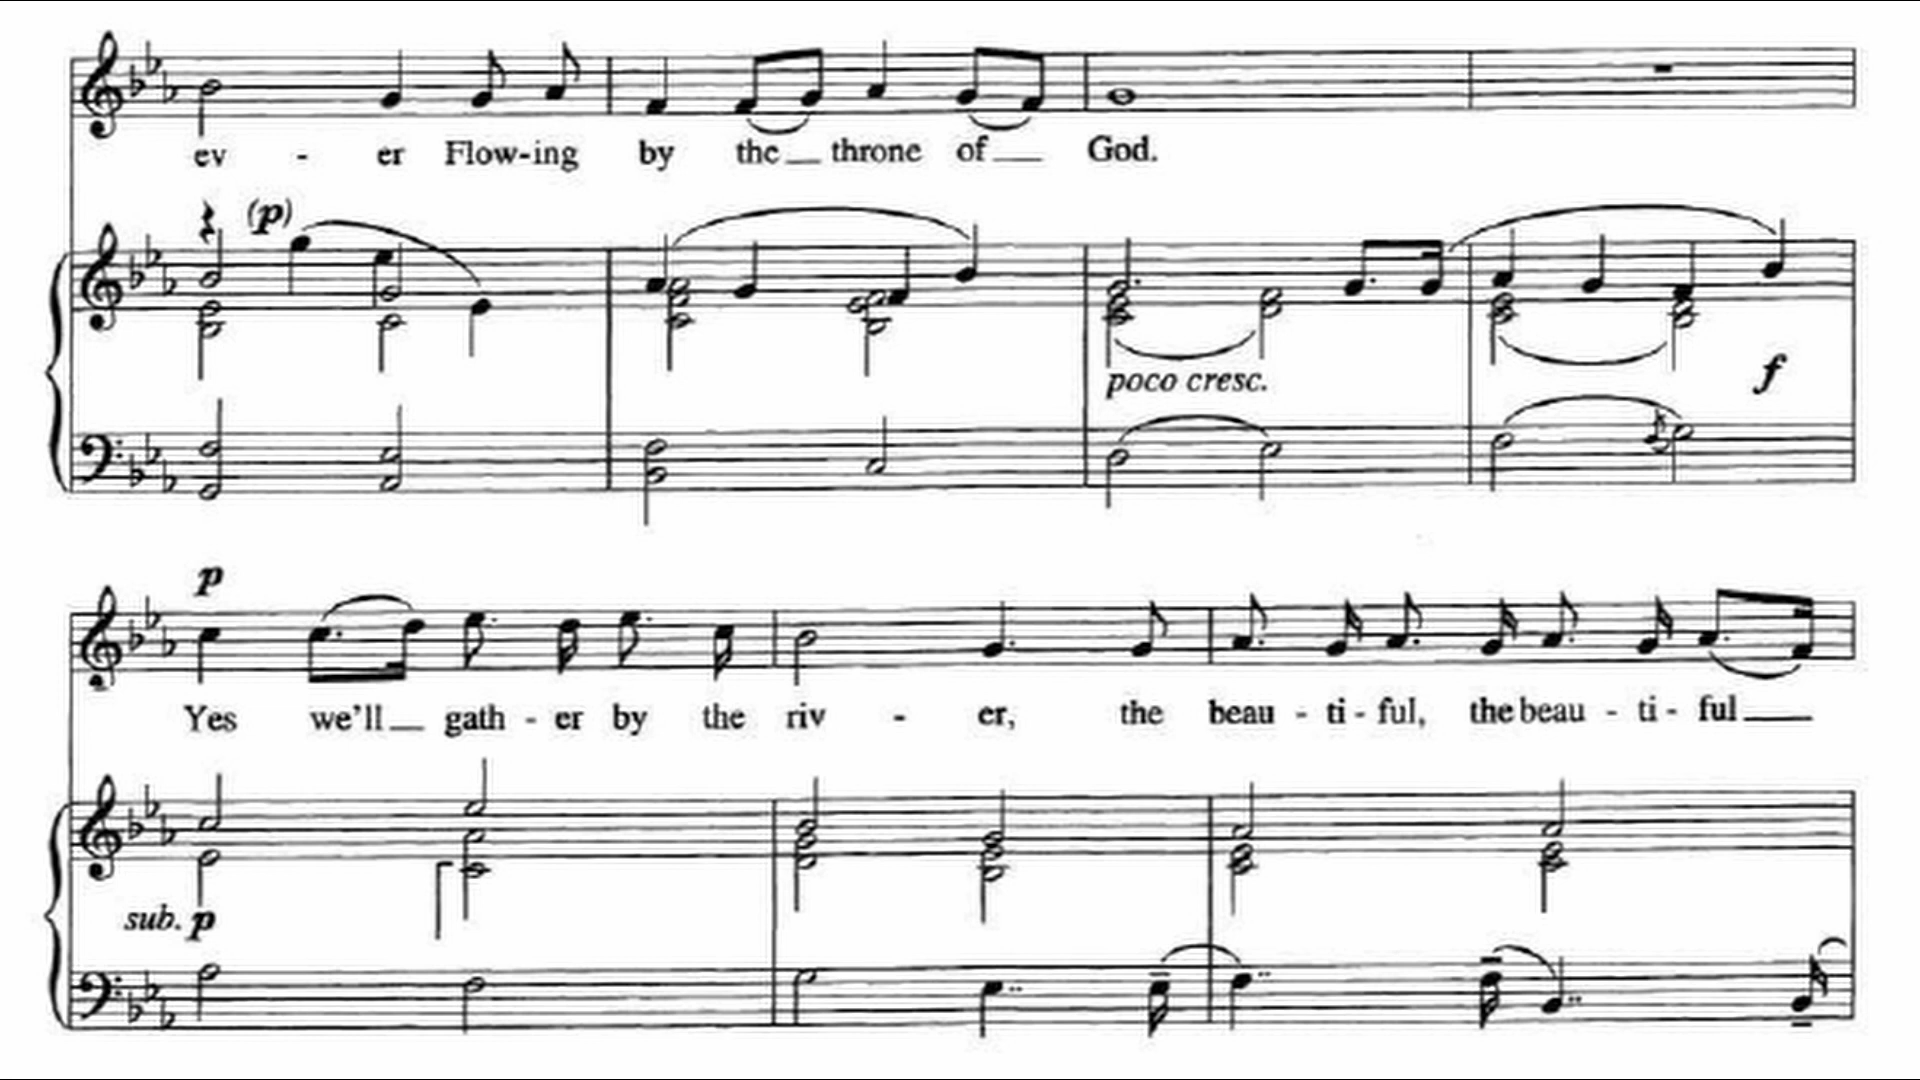 ev - er Flow-ing by the throne of God.
(p)
poco cresc.
f
p
Yes we'll gath - er by the riv - er, the beau - ti - ful, the beau - ti - ful
sub. p